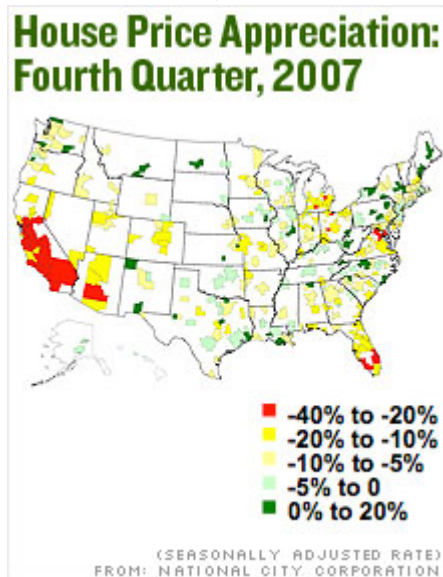 House Price Appreciation:
Fourth Quarter, 2007
-40% to -20%
-20% to -10%
-10% to -5%
-5% to 0
0% to 20%
(SEASONALLY ADJUSTED RATE)
FROM: NATIONAL CITY CORPORATION